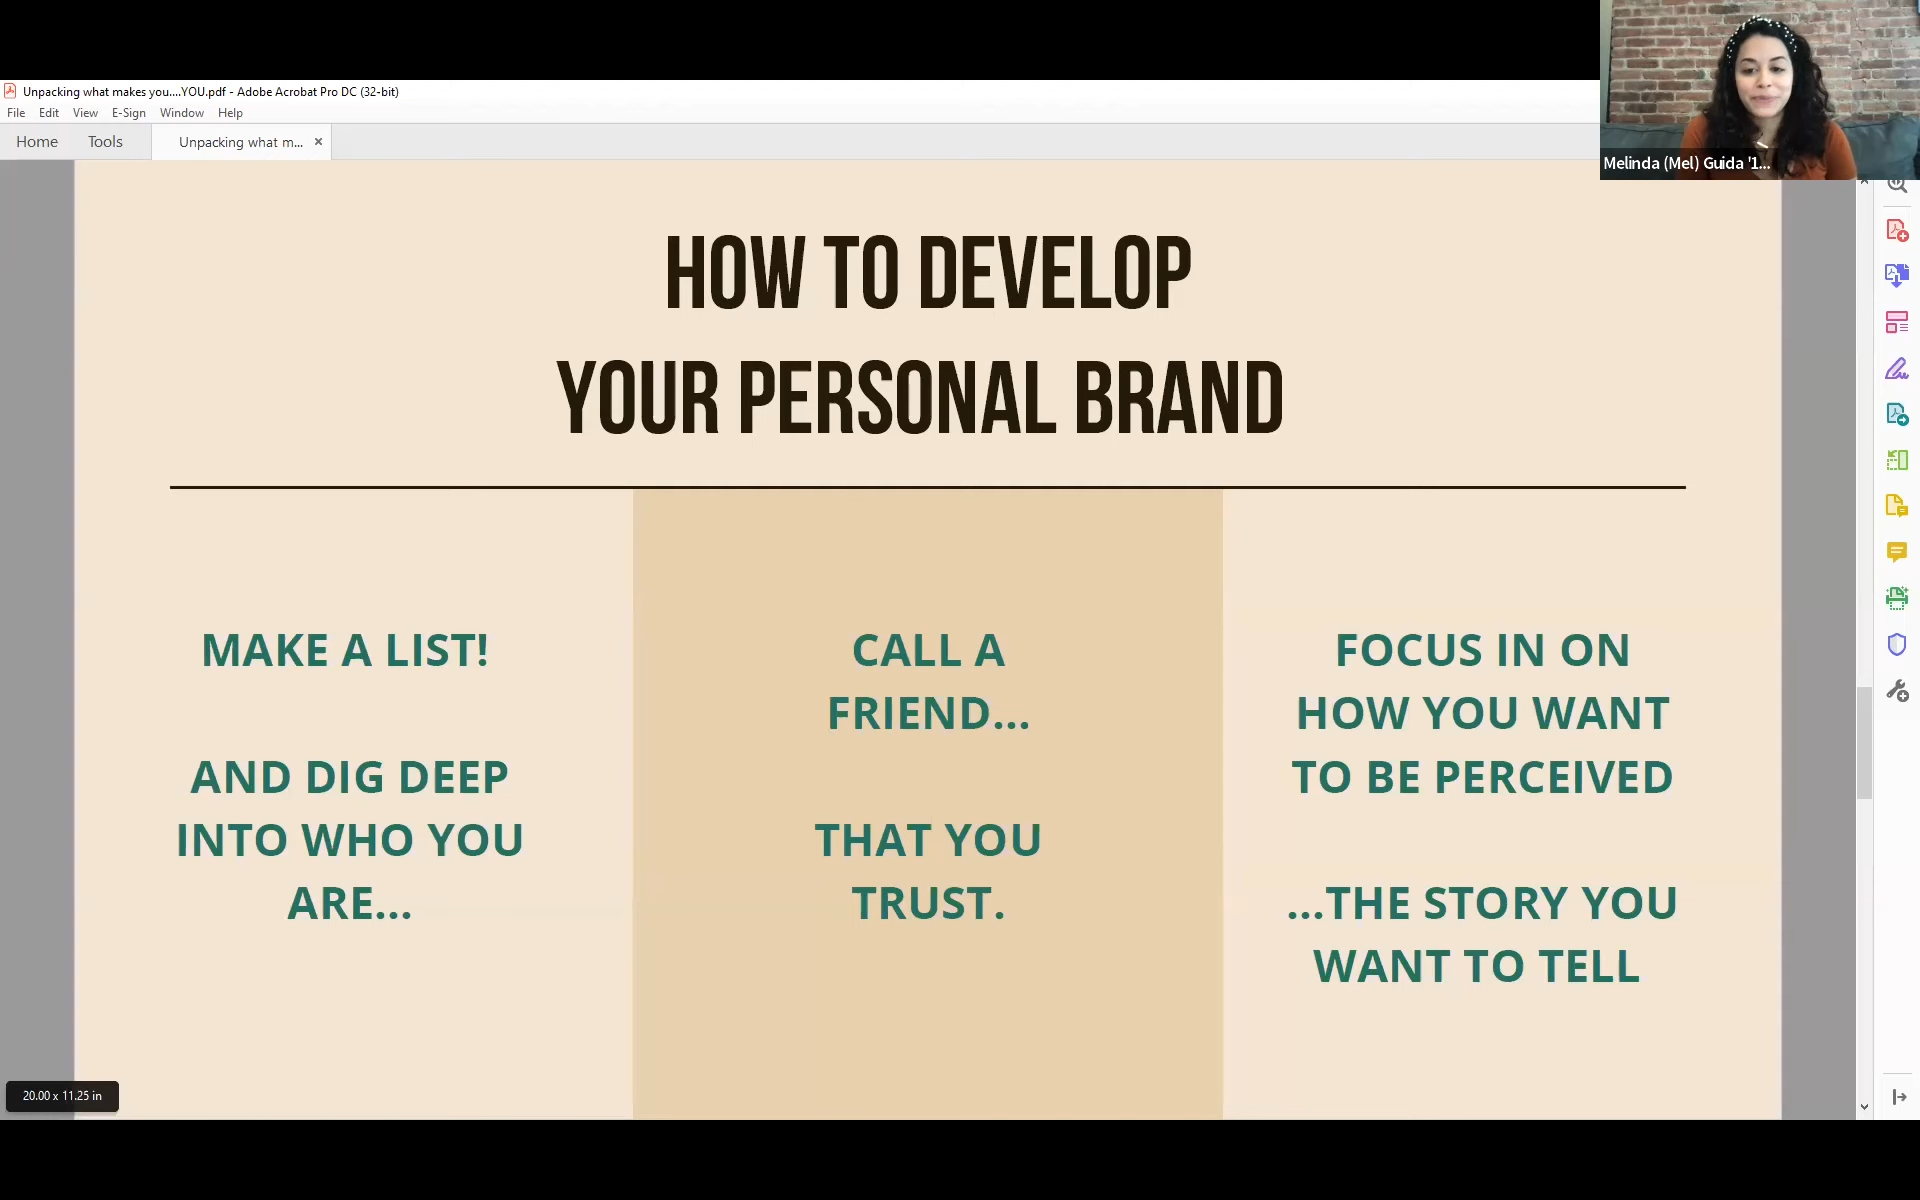 Unpacking what makes you....YOU.pdf - Adobe Acrobat Pro DC (32-bit)
File Edit View E-Sign Window Help
Home Tools Unpacking what m... ×
Melinda (Mel) Guida '1...
HOW TO DEVELOP
YOUR PERSONAL BRAND
MAKE A LIST!
AND DIG DEEP
INTO WHO YOU
ARE...
CALL A
FRIEND...
THAT YOU
TRUST.
FOCUS IN ON
HOW YOU WANT
TO BE PERCEIVED
...THE STORY YOU
WANT TO TELL
20.00 x 11.25 in